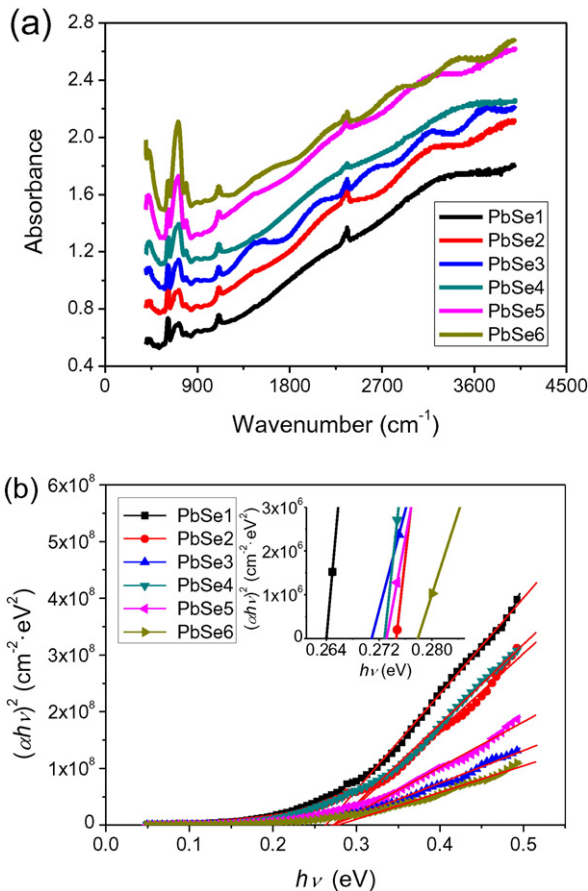 (a)
2.8
2.4
2.0
1.6
1.2
0.8
0.4
Absorbance
PbSe1
PbSe2
PbSe3
PbSe4
PbSe5
PbSe6
0 900 1800 2700 3600 4500
Wavenumber (cm⁻¹)
(b)
6x10⁸
5x10⁸
4x10⁸
3x10⁸
2x10⁸
1x10⁸
0
(αhν)² (cm⁻²·eV²)
PbSe1
PbSe2
PbSe3
PbSe4
PbSe5
PbSe6
3x10⁶
2x10⁶
1x10⁶
0
(αhν)² (cm⁻²·eV²)
0.264 0.272 0.280
hν (eV)
0.0 0.1 0.2 0.3 0.4 0.5
hν (eV)